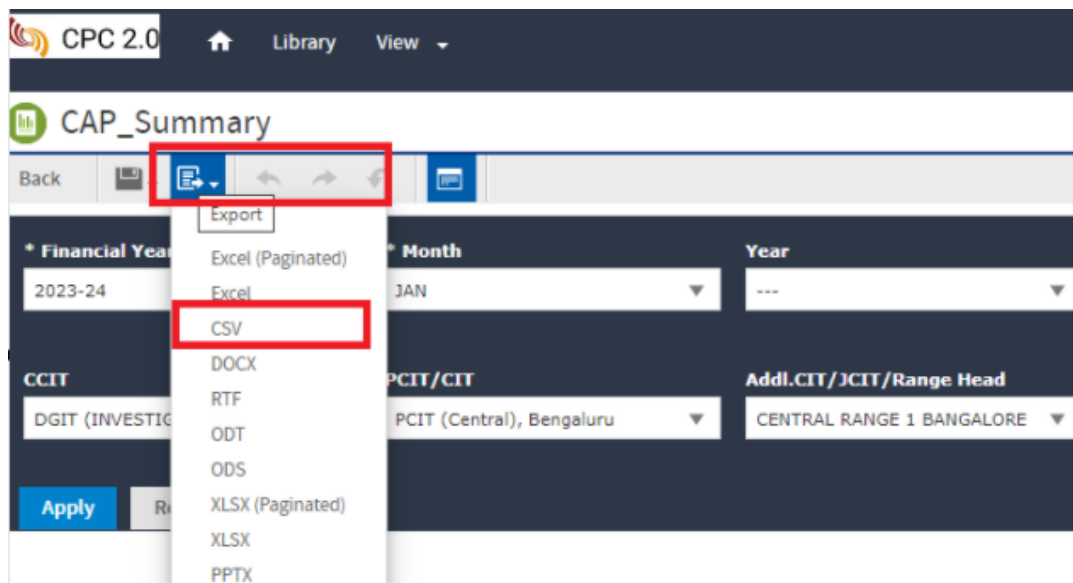 CPC 2.0 Library View
CAP_Summary
Back
Export
* Financial Year * Month Year
2023-24 JAN ---
Excel (Paginated)
Excel
CSV
DOCX
RTF
ODT
ODS
XLSX (Paginated)
XLSX
PPTX
CCIT PCIT/CIT Addl.CIT/JCIT/Range Head
DGIT (INVESTIG PCIT (Central), Bengaluru CENTRAL RANGE 1 BANGALORE
Apply